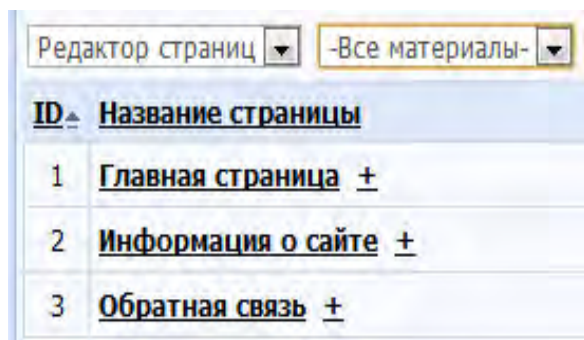 Редактор страниц -Все материалы-
ID Название страницы
1 Главная страница +
2 Информация о сайте +
3 Обратная связь +